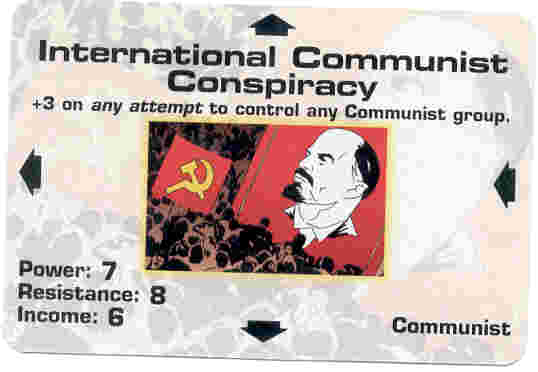 International Communist
Conspiracy
+3 on any attempt to control any Communist group.
Power: 7
Resistance: 8
Income: 6
Communist